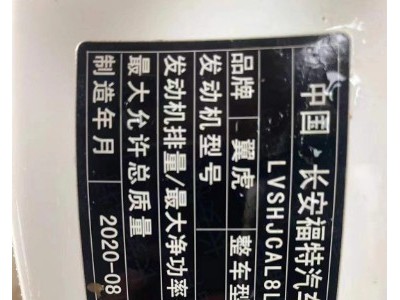 中国·长安福特汽
LVSHJCAL8L
品牌 翼虎 整车型
发动机型号
发动机排量/最大净功率
最大允许总质量
制造年月 2020-08